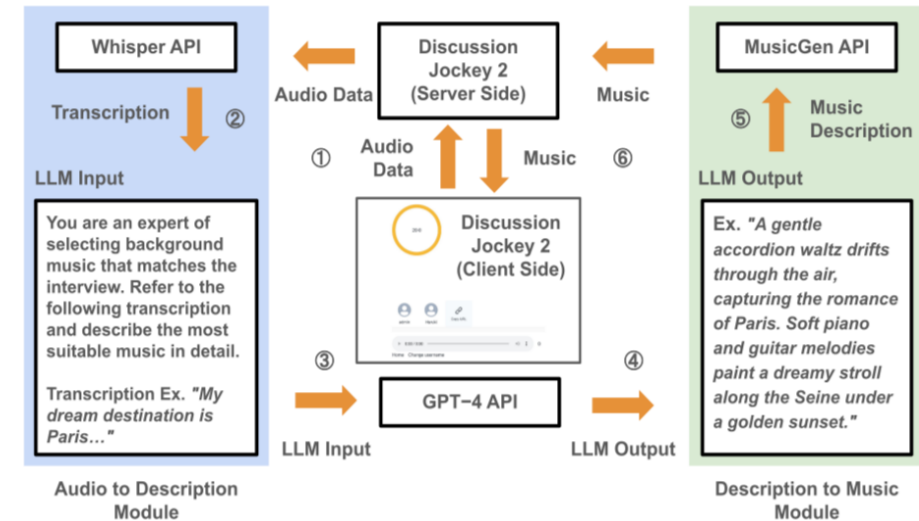 Whisper API
Transcription
②
LLM Input
You are an expert of
selecting background
music that matches the
interview. Refer to the
following transcription
and describe the most
suitable music in detail.
Transcription Ex. "My
dream destination is
Paris…"
Audio to Description
Module
Audio Data
Discussion
Jockey 2
(Server Side)
Music
①
Audio
Data
Music
⑥
Discussion
Jockey 2
(Client Side)
Home Change username
③
LLM Input
GPT-4 API
④
LLM Output
MusicGen API
⑤
Music
Description
LLM Output
Ex. "A gentle
accordion waltz drifts
through the air,
capturing the romance
of Paris. Soft piano
and guitar melodies
paint a dreamy stroll
along the Seine under
a golden sunset."
Description to Music
Module